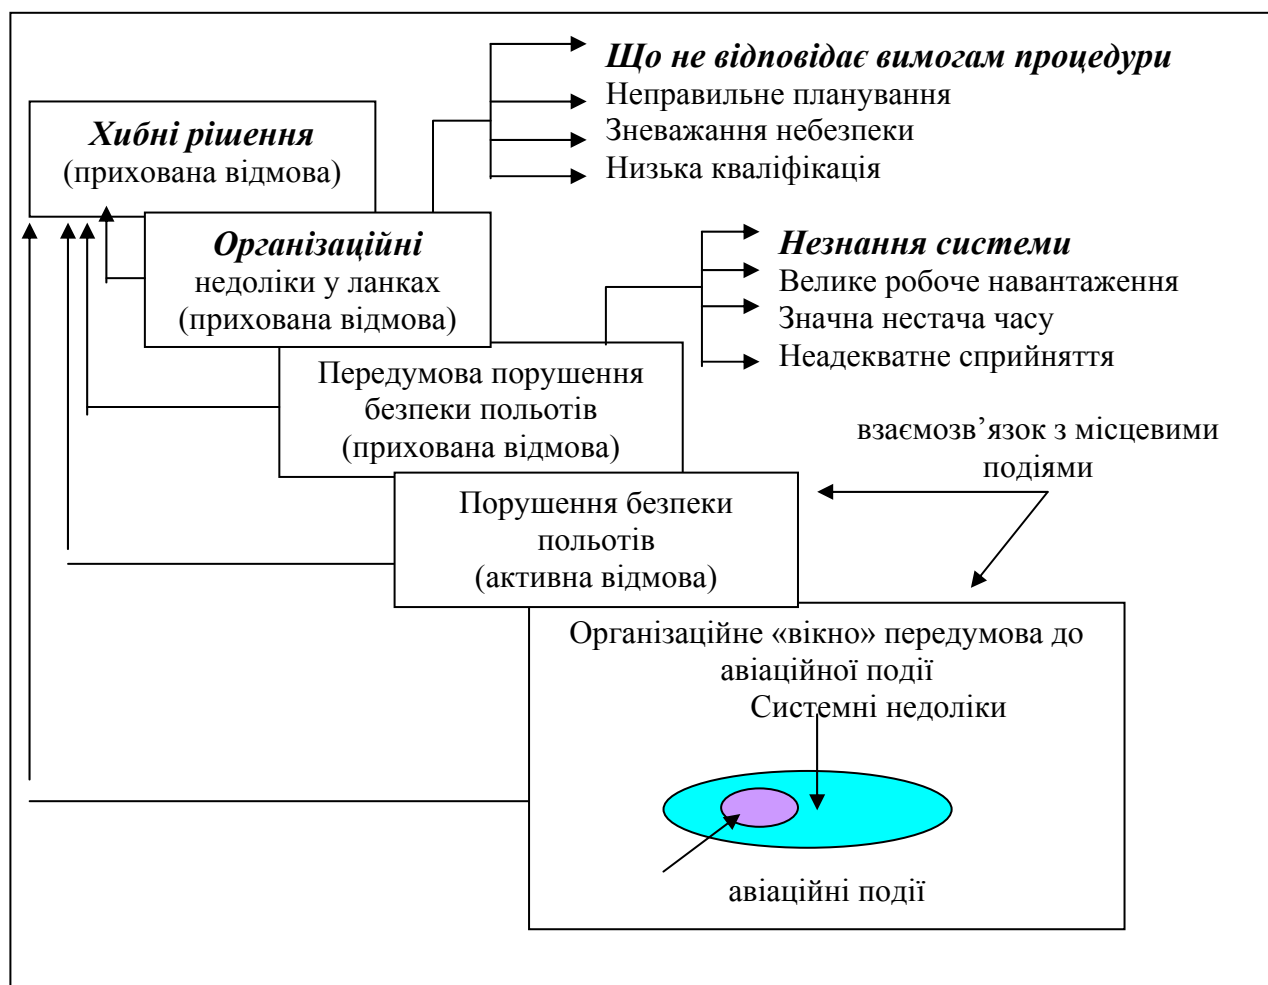 Що не відповідає вимогам процедури
Неправильне планування
Зневажання небезпеки
Низька кваліфікація
Хибні рішення
(прихована відмова)
Організаційні
недоліки у ланках
(прихована відмова)
Незнання системи
Велике робоче навантаження
Значна нестача часу
Неадекватне сприйняття
Передумова порушення
безпеки польотів
(прихована відмова)
взаємозв’язок з місцевими
подіями
Порушення безпеки
польотів
(активна відмова)
Організаційне «вікно» передумова до
авіаційної події
Системні недоліки
авіаційні події